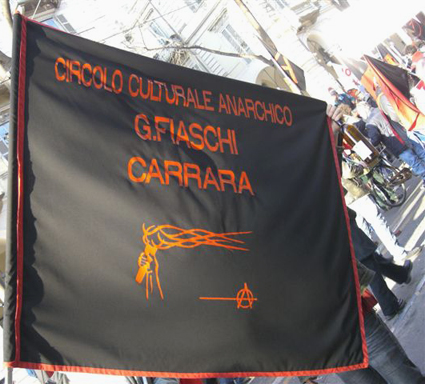 CIRCOLO CULTURALE ANARCHICO
G.FIASCHI
CARRARA